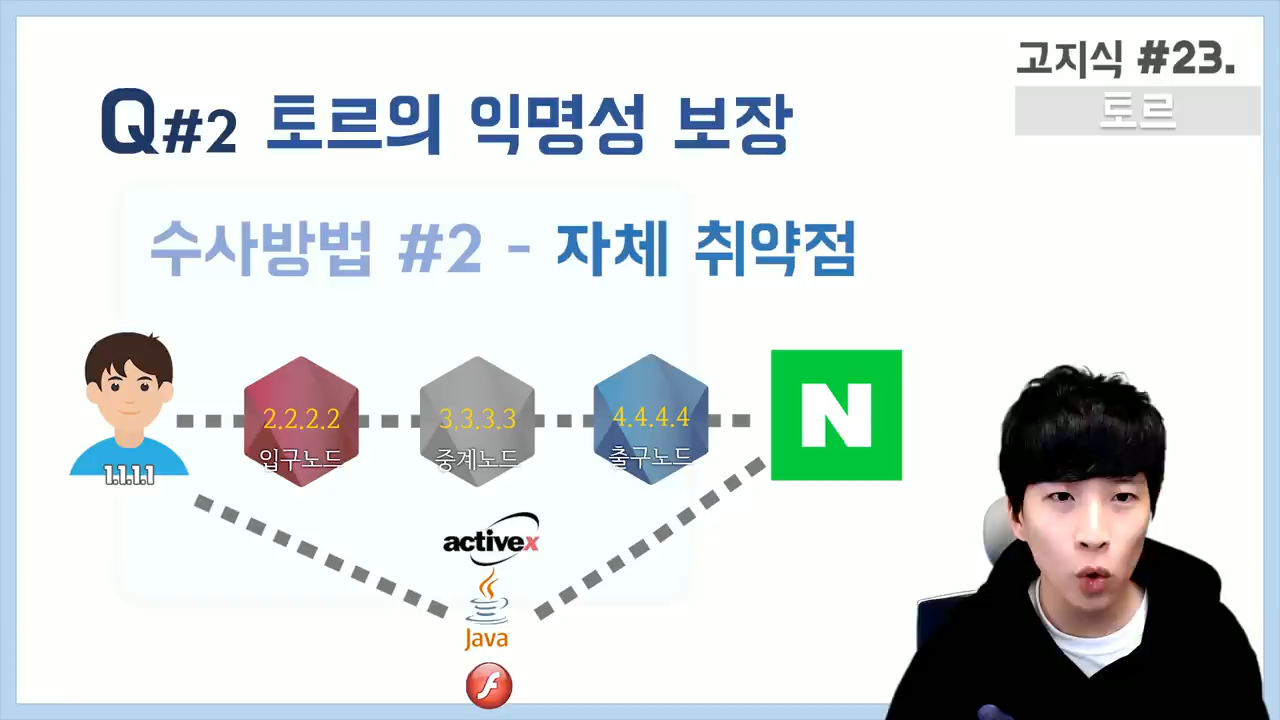 고지식 #23.
토르
Q#2 토르의 익명성 보장
수사방법 #2 - 자체 취약점
1.1.1.1
2.2.2.2
입구노드
3.3.3.3
중계노드
4.4.4.4
출구노드
N
activex
Java